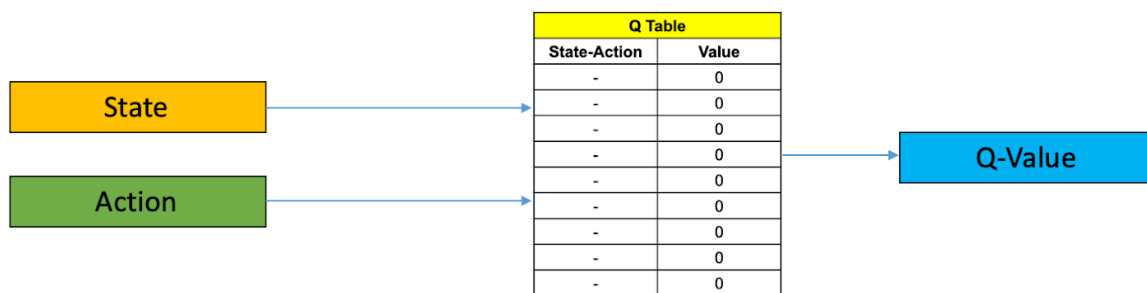 Q Table
State-Action Value
- 0
- 0
- 0
- 0
- 0
- 0
- 0
- 0
- 0
State
Action
Q-Value